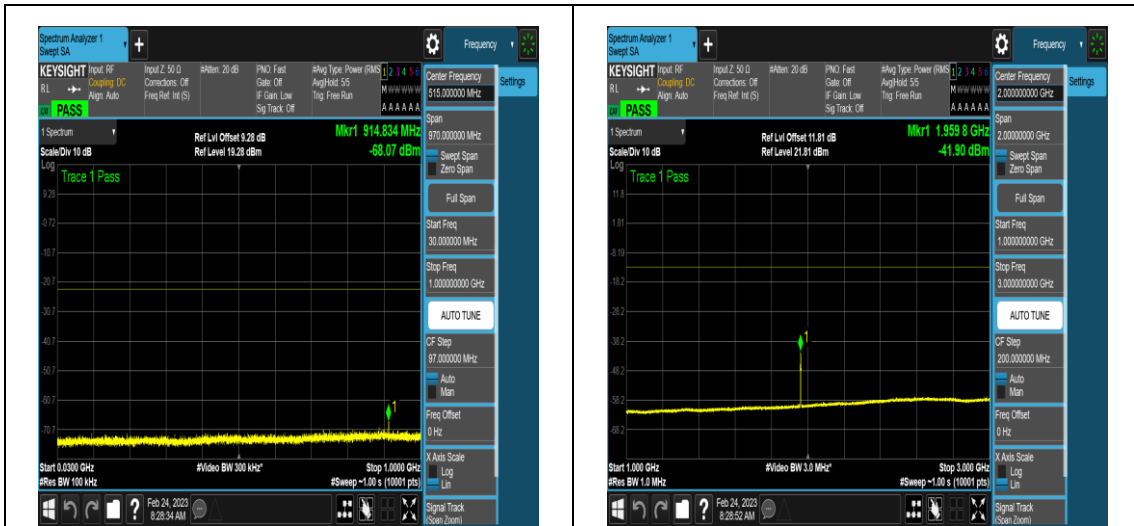 Spectrum Analyzer 1
Swept SA
+
Frequency
KEYSIGHT Input: RF Input Z: 50 Ω #Atten: 20 dB PNO: Fast #Avg Type: Power (RMS 1 2 3 4 5 6
RL Coupling: DC Corrections: Off Gate: Off Avg|Hold: 5/5 M W W W W W
Align: Auto Freq Ref: Int (S) IF Gain: Low Trig: Free Run
Sig Track: Off A A A A A A
PASS
1 Spectrum
Scale/Div 10 dB
Ref Lvl Offset 9.28 dB
Ref Level 19.28 dBm
Mkr1 914.834 MHz
-68.07 dBm
Log
Trace 1 Pass
9.28
-0.72
-10.7
-20.7
-30.7
-40.7
-50.7
-60.7
-70.7
1
Start 0.0300 GHz #Video BW 300 kHz* Stop 1.0000 GHz
#Res BW 100 kHz #Sweep ~1.00 s (10001 pts)
Center Frequency
515.000000 MHz
Settings
Span
970.000000 MHz
Swept Span
Zero Span
Full Span
Start Freq
30.000000 MHz
Stop Freq
1.000000000 GHz
AUTO TUNE
CF Step
97.000000 MHz
Auto
Man
Freq Offset
0 Hz
X Axis Scale
Log
Lin
Signal Track
(Span Zoom)
?
Feb 24, 2023
8:28:34 AM
Spectrum Analyzer 1
Swept SA
+
Frequency
KEYSIGHT Input: RF Input Z: 50 Ω #Atten: 20 dB PNO: Fast #Avg Type: Power (RMS 1 2 3 4 5 6
RL Coupling: DC Corrections: Off Gate: Off Avg|Hold: 5/5 M W W W W W
Align: Auto Freq Ref: Int (S) IF Gain: Low Trig: Free Run
Sig Track: Off A A A A A A
PASS
1 Spectrum
Scale/Div 10 dB
Ref Lvl Offset 11.81 dB
Ref Level 21.81 dBm
Mkr1 1.959 8 GHz
-41.90 dBm
Log
Trace 1 Pass
11.8
1.81
-8.19
-18.2
-28.2
-38.2
-48.2
-58.2
-68.2
1
Start 1.000 GHz #Video BW 3.0 MHz* Stop 3.000 GHz
#Res BW 1.0 MHz #Sweep ~1.00 s (10001 pts)
Center Frequency
2.000000000 GHz
Settings
Span
2.00000000 GHz
Swept Span
Zero Span
Full Span
Start Freq
1.000000000 GHz
Stop Freq
3.000000000 GHz
AUTO TUNE
CF Step
200.000000 MHz
Auto
Man
Freq Offset
0 Hz
X Axis Scale
Log
Lin
Signal Track
(Span Zoom)
?
Feb 24, 2023
8:28:52 AM